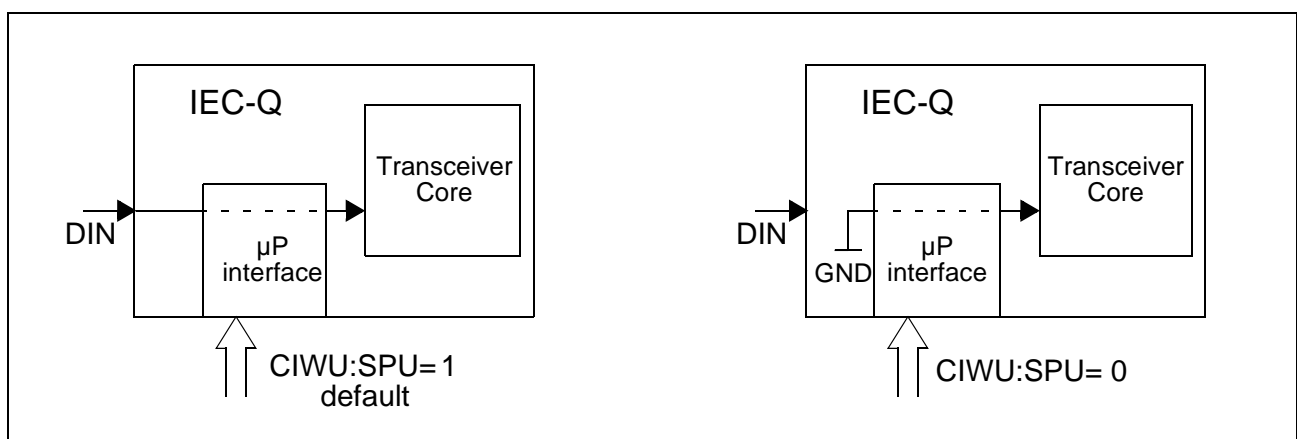 IEC-Q
Transceiver
Core
DIN
µP
interface
CIWU:SPU= 1
default
IEC-Q
Transceiver
Core
DIN
GND
µP
interface
CIWU:SPU= 0